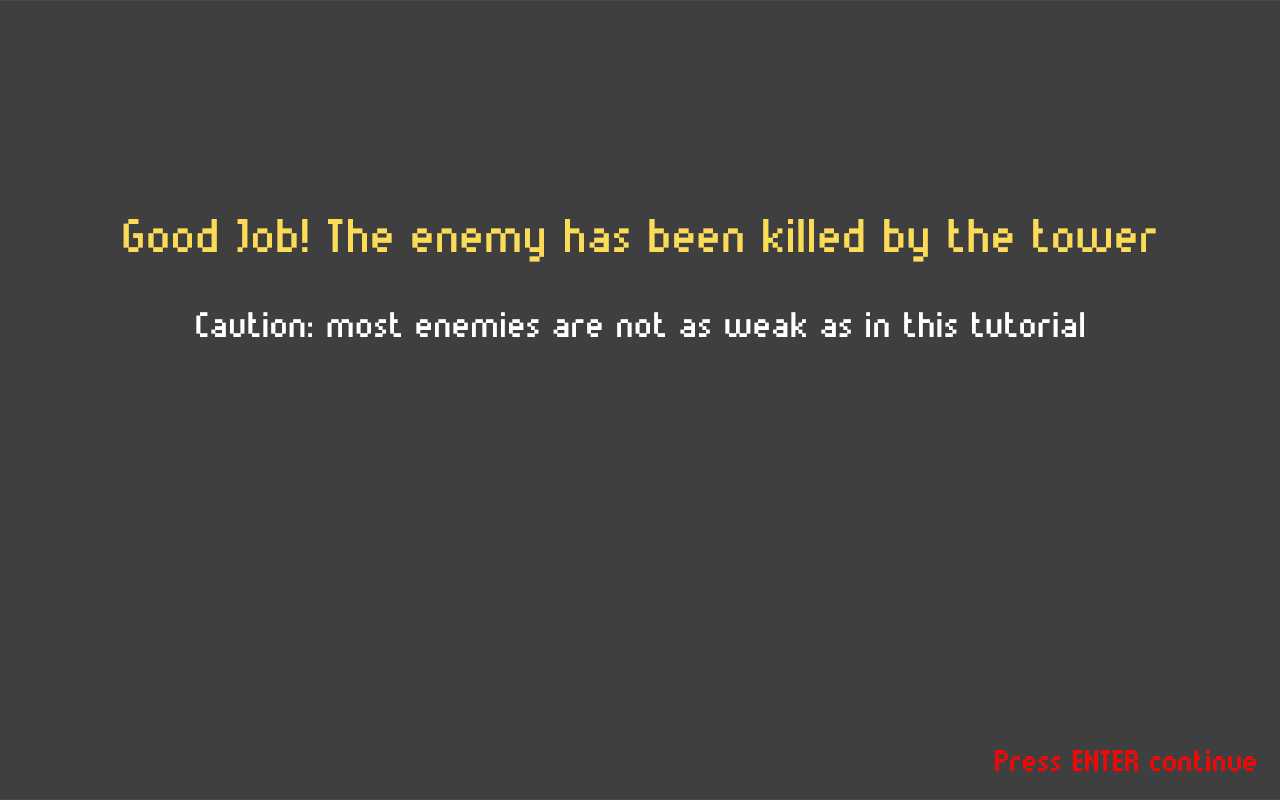 Good Job! The enemy has been killed by the tower
Caution: most enemies are not as weak as in this tutorial
Press ENTER continue